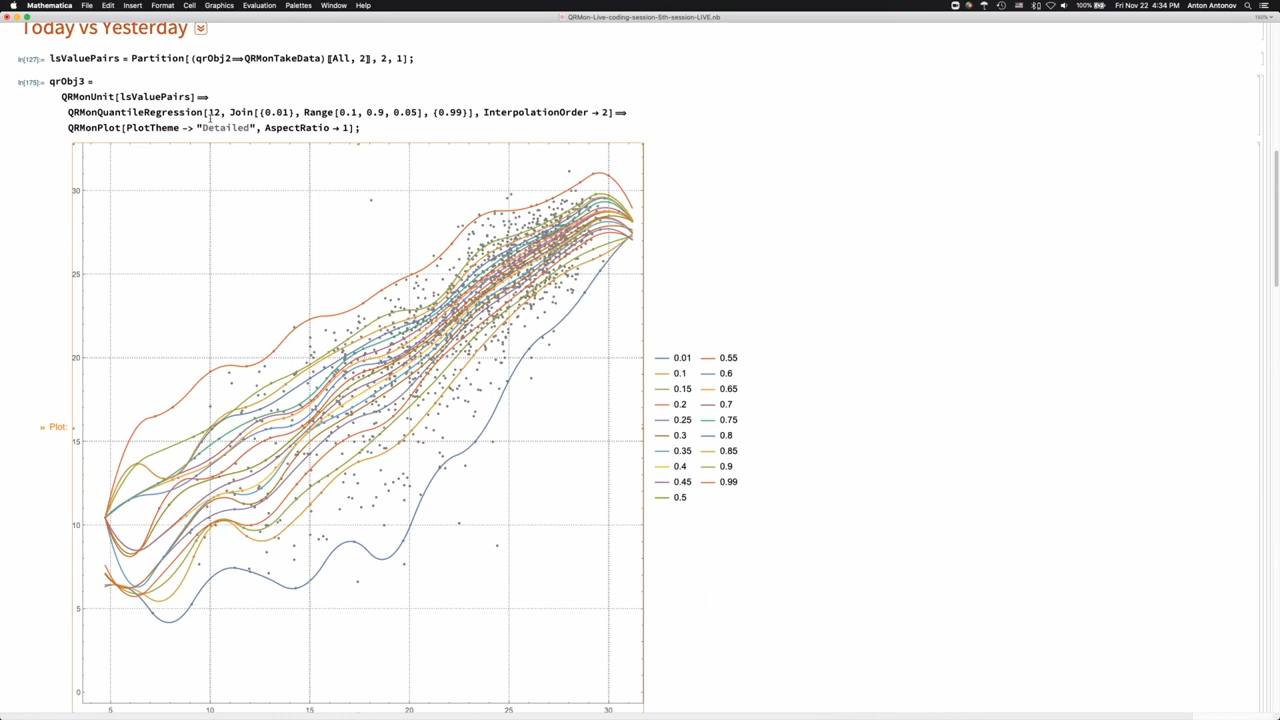 Mathematica File Edit Insert Format Cell Graphics Evaluation Palettes Window Help 100% Fri Nov 22 4:34 PM Anton Antonov
QRMon-Live-coding-session-5th-session-LIVE.nb
Today vs Yesterday
In[127]:= lsValuePairs = Partition[(qrObj2⟹QRMonTakeData)〚All, 2〛, 2, 1];
In[175]:= qrObj3 =
QRMonUnit[lsValuePairs]⟹
QRMonQuantileRegression[12, Join[{0.01}, Range[0.1, 0.9, 0.05], {0.99}], InterpolationOrder → 2]⟹
QRMonPlot[PlotTheme -> "Detailed", AspectRatio → 1];
30
25
20
15
10
5
0
» Plot:
5 10 15 20 25 30
0.01 0.55
0.1 0.6
0.15 0.65
0.2 0.7
0.25 0.75
0.3 0.8
0.35 0.85
0.4 0.9
0.45 0.99
0.5